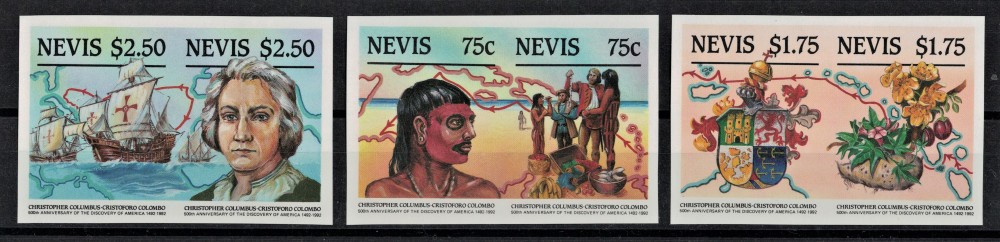 NEVIS $2.50 NEVIS $2.50
CHRISTOPHER COLUMBUS-CRISTOFORO COLOMBO CHRISTOPHER COLUMBUS-CRISTOFORO COLOMBO
500th ANNIVERSARY OF THE DISCOVERY OF AMERICA 1492-1992 500th ANNIVERSARY OF THE DISCOVERY OF AMERICA 1492-1992
NEVIS 75c NEVIS 75c
CHRISTOPHER COLUMBUS-CRISTOFORO COLOMBO CHRISTOPHER COLUMBUS-CRISTOFORO COLOMBO
500th ANNIVERSARY OF THE DISCOVERY OF AMERICA 1492-1992 500th ANNIVERSARY OF THE DISCOVERY OF AMERICA 1492-1992
NEVIS $1.75 NEVIS $1.75
CHRISTOPHER COLUMBUS-CRISTOFORO COLOMBO CHRISTOPHER COLUMBUS-CRISTOFORO COLOMBO
500th ANNIVERSARY OF THE DISCOVERY OF AMERICA 1492-1992 500th ANNIVERSARY OF THE DISCOVERY OF AMERICA 1492-1992